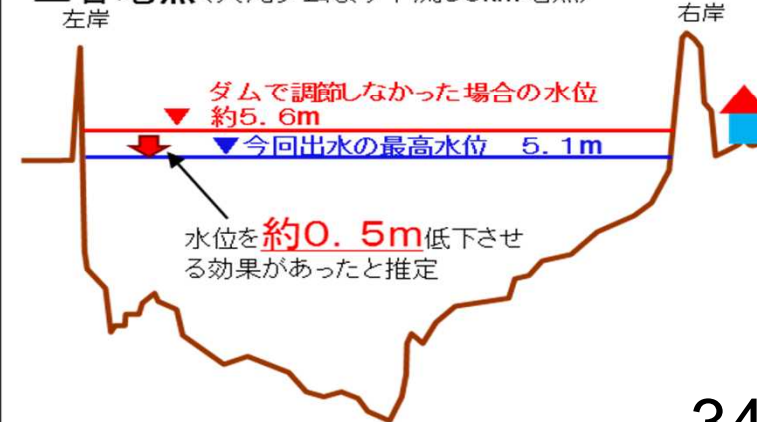 左岸
右岸
ダムで調節しなかった場合の水位
約5.6m
今回出水の最高水位 5.1m
水位を約0.5m低下させ
る効果があったと推定
34